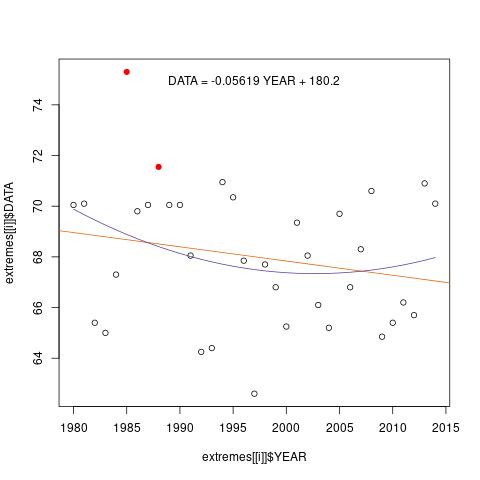 DATA = -0.05619 YEAR + 180.2
74
72
70
68
66
64
extremes[[i]]$DATA
1980 1985 1990 1995 2000 2005 2010 2015
extremes[[i]]$YEAR